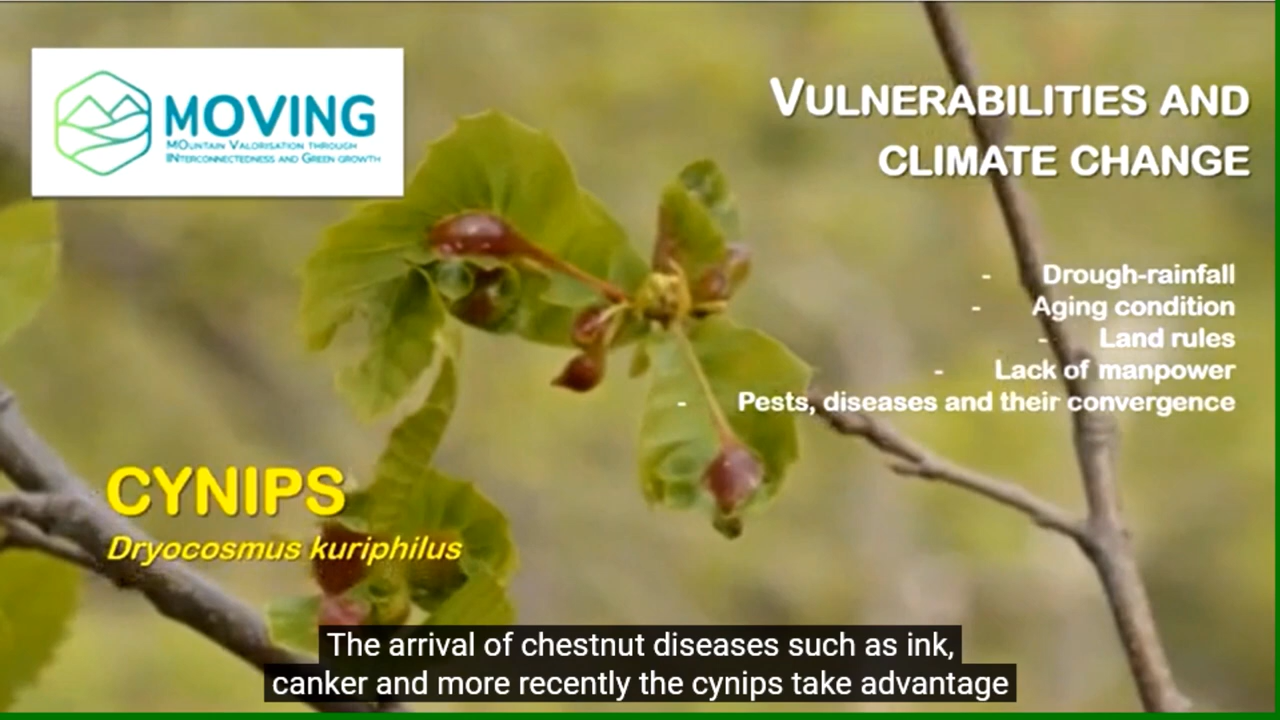 MOVING
MOuntain Valorisation through
INterconnectedness and Green growth
Vulnerabilities and
climate change
- Drough-rainfall
- Aging condition
- Land rules
- Lack of manpower
- Pests, diseases and their convergence
CYNIPS
Dryocosmus kuriphilus
The arrival of chestnut diseases such as ink,
canker and more recently the cynips take advantage